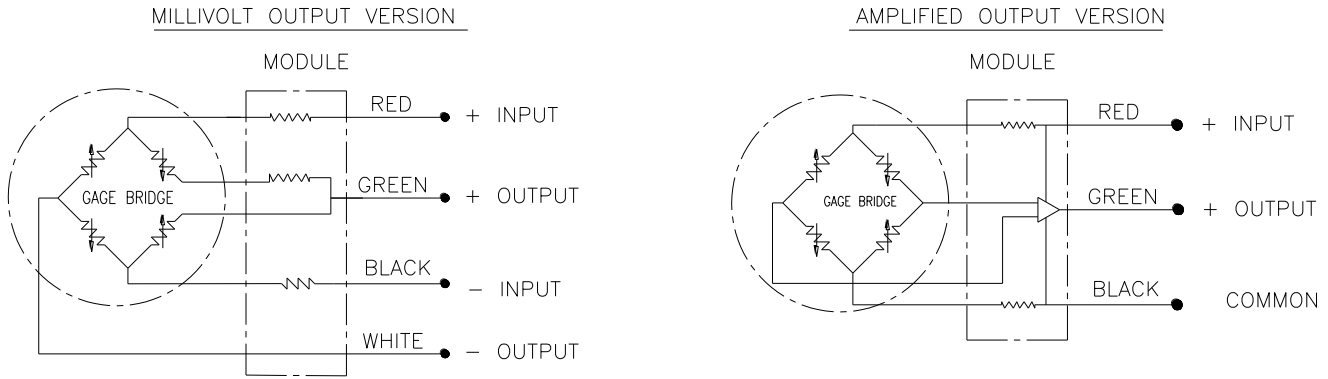 MILLIVOLT OUTPUT VERSION
MODULE
RED
+ INPUT
GAGE BRIDGE
GREEN
+ OUTPUT
BLACK
- INPUT
WHITE
- OUTPUT
AMPLIFIED OUTPUT VERSION
MODULE
RED
+ INPUT
GAGE BRIDGE
GREEN
+ OUTPUT
BLACK
COMMON